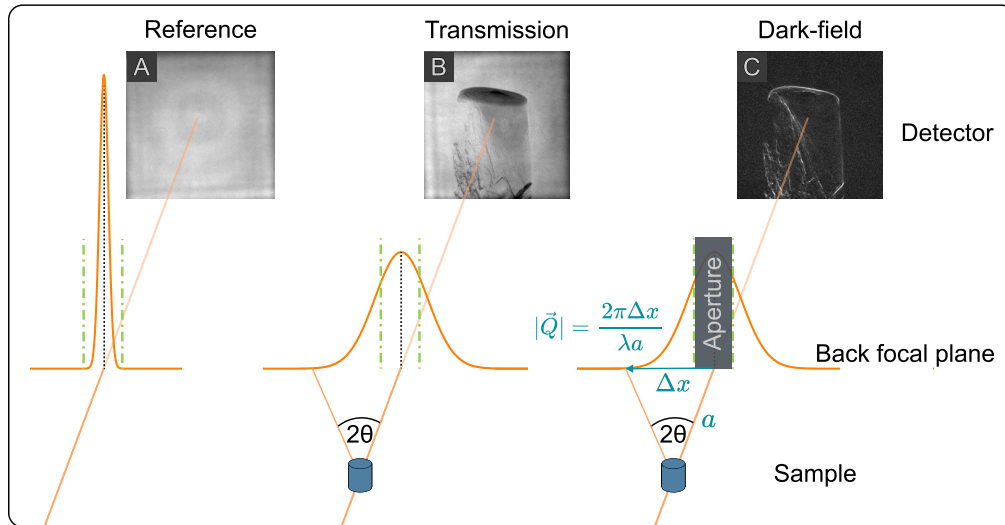 Reference
Transmission
Dark-field
A
B
C
Detector
|Q⃗| = 2πΔx / λa
Aperture
Back focal plane
Δx
2θ
2θ
a
Sample